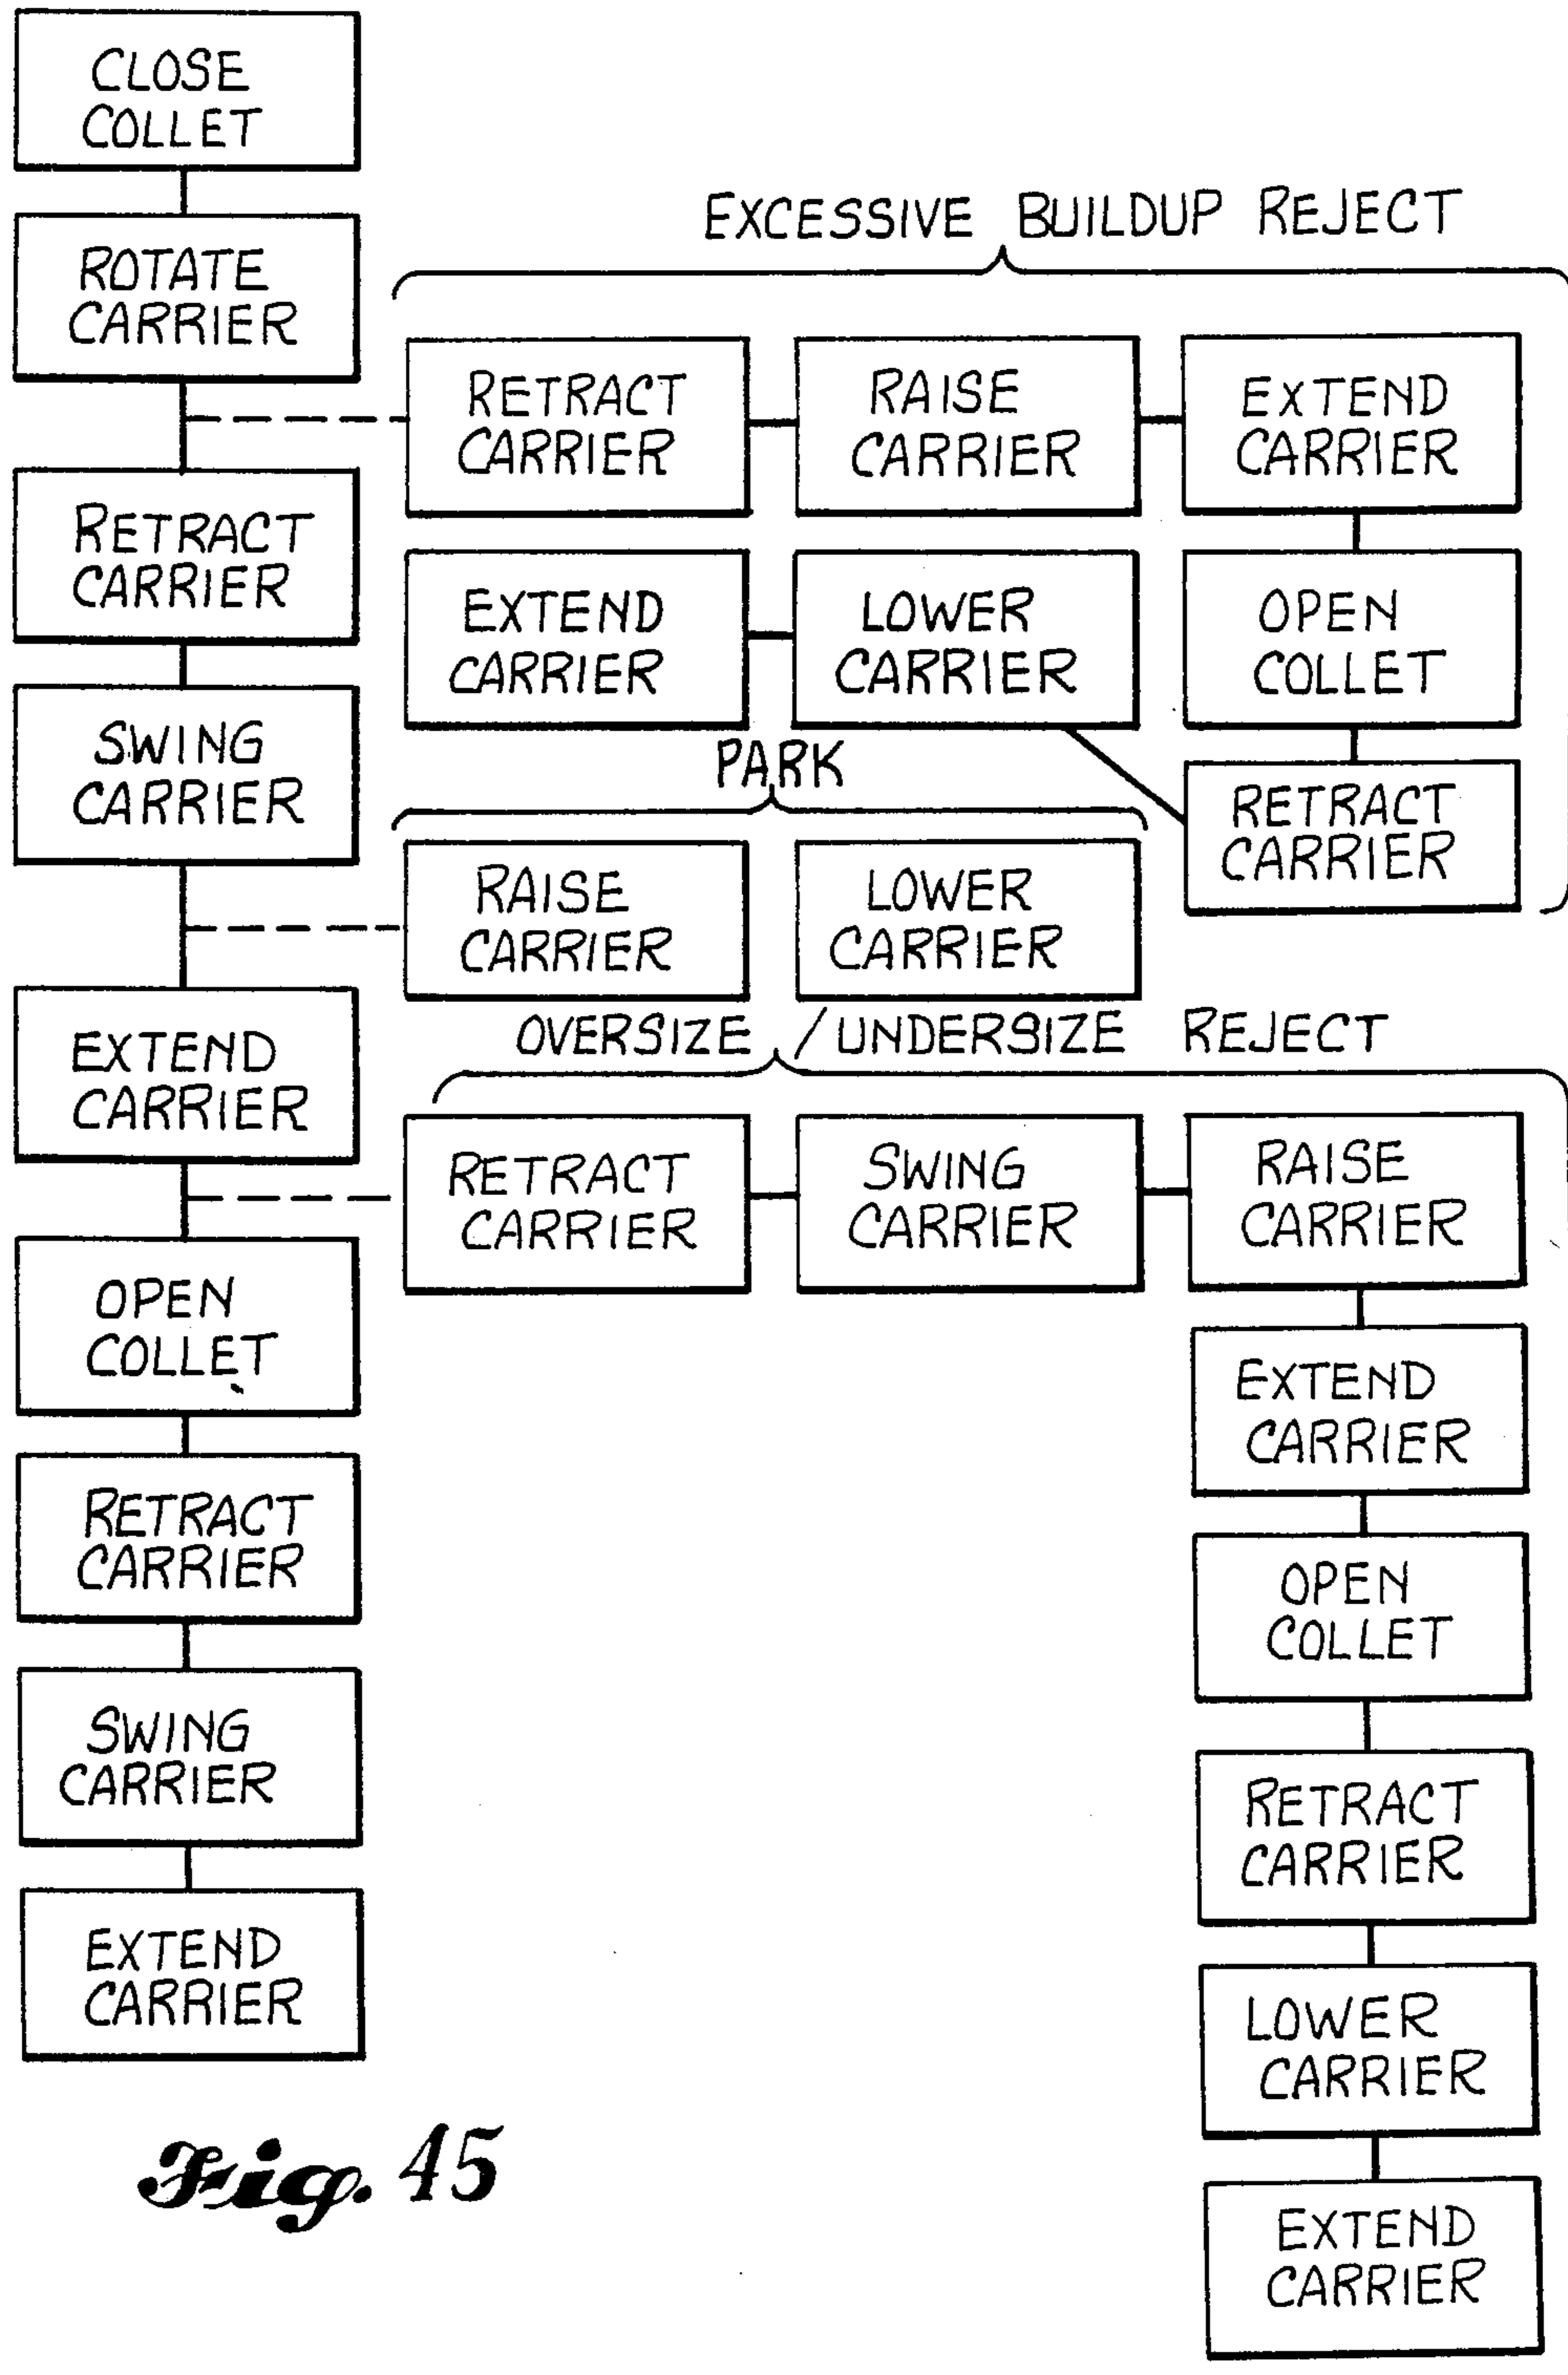 CLOSE
COLLET
ROTATE
CARRIER
RETRACT
CARRIER
SWING
CARRIER
EXTEND
CARRIER
OPEN
COLLET
RETRACT
CARRIER
SWING
CARRIER
EXTEND
CARRIER
EXCESSIVE BUILDUP REJECT
RETRACT
CARRIER
RAISE
CARRIER
EXTEND
CARRIER
OPEN
COLLET
RETRACT
CARRIER
LOWER
CARRIER
EXTEND
CARRIER
PARK
RAISE
CARRIER
LOWER
CARRIER
OVERSIZE / UNDERSIZE REJECT
RETRACT
CARRIER
SWING
CARRIER
RAISE
CARRIER
EXTEND
CARRIER
OPEN
COLLET
RETRACT
CARRIER
LOWER
CARRIER
EXTEND
CARRIER
Fig. 45